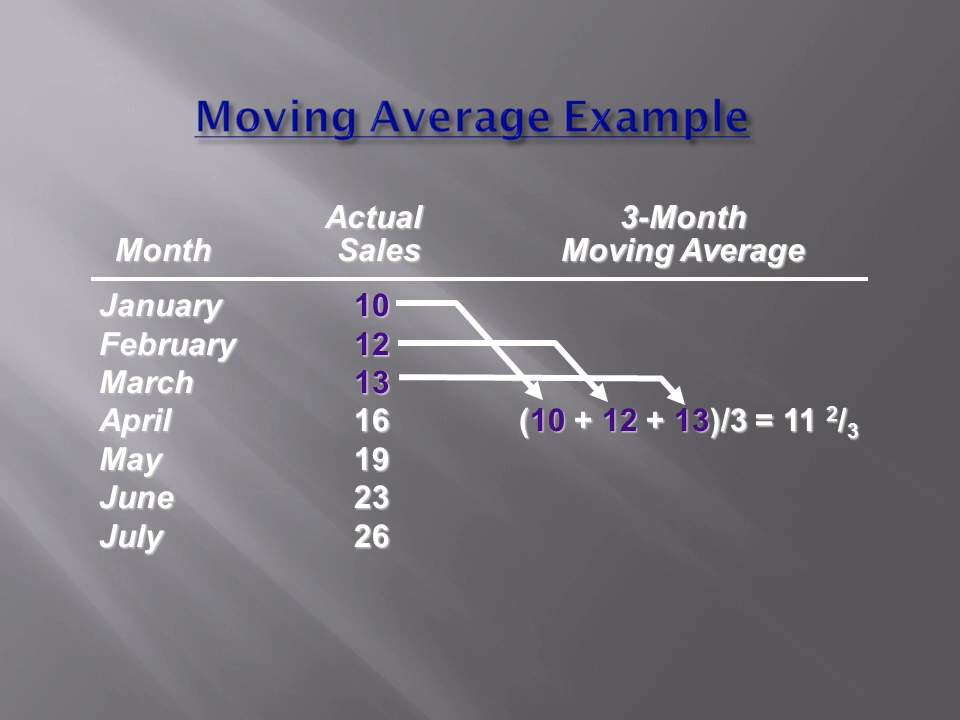 Moving Average Example
Actual 3-Month
Month Sales Moving Average
January 10
February 12
March 13
April 16 (10 + 12 + 13)/3 = 11 2/3
May 19
June 23
July 26